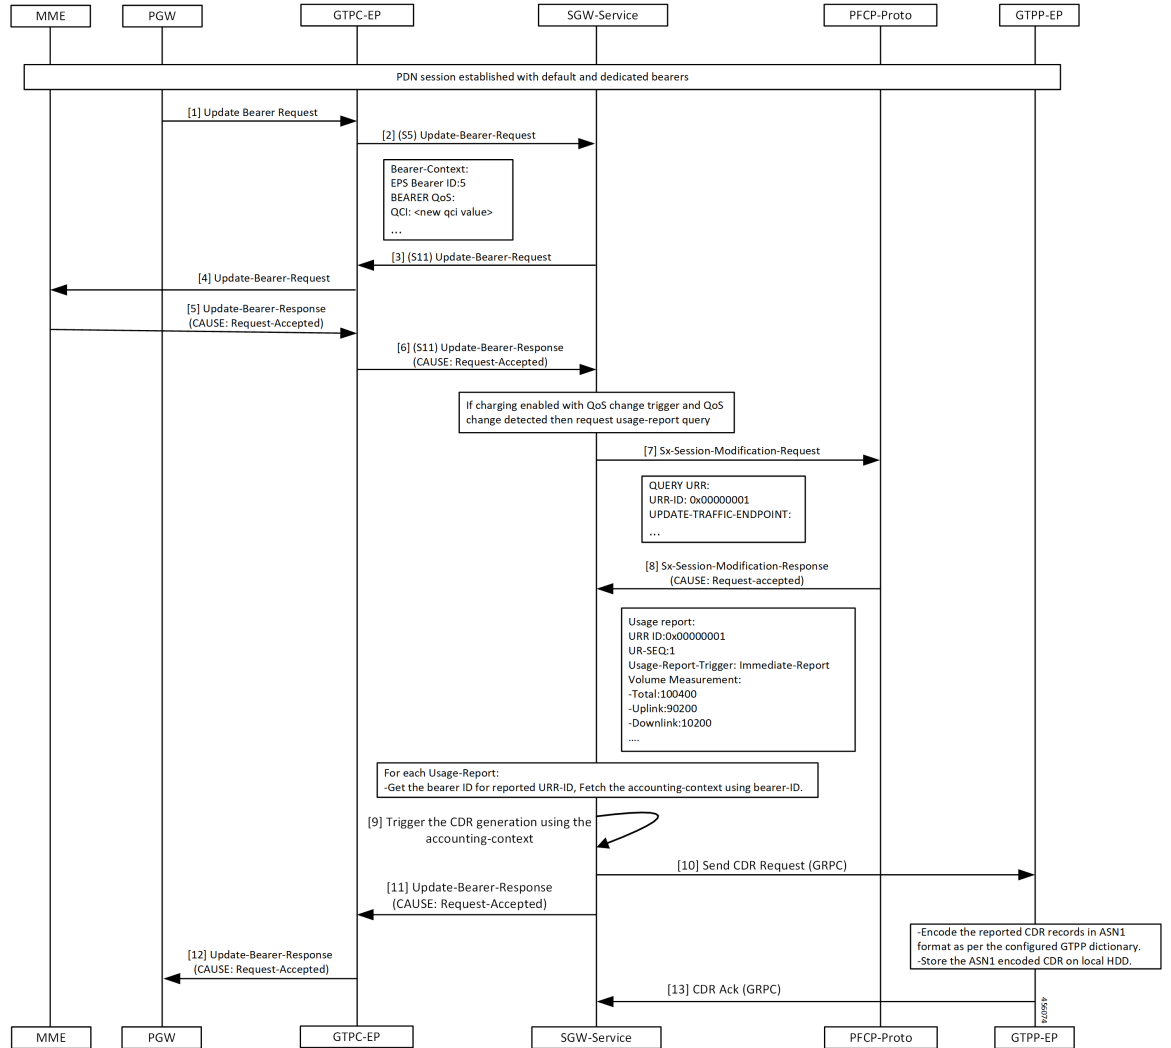 MME
PGW
GTPC-EP
SGW-Service
PFCP-Proto
GTPP-EP
PDN session established with default and dedicated bearers
[1] Update Bearer Request
[2] (S5) Update-Bearer-Request
Bearer-Context:
EPS Bearer ID:5
BEARER QoS:
QCI: <new qci value>
...
[3] (S11) Update-Bearer-Request
[4] Update-Bearer-Request
[5] Update-Bearer-Response
(CAUSE: Request-Accepted)
[6] (S11) Update-Bearer-Response
(CAUSE: Request-Accepted)
If charging enabled with QoS change trigger and QoS
change detected then request usage-report query
[7] Sx-Session-Modification-Request
QUERY URR:
URR-ID: 0x00000001
UPDATE-TRAFFIC-ENDPOINT:
...
[8] Sx-Session-Modification-Response
(CAUSE: Request-accepted)
Usage report:
URR ID:0x00000001
UR-SEQ:1
Usage-Report-Trigger: Immediate-Report
Volume Measurement:
-Total:100400
-Uplink:90200
-Downlink:10200
....
For each Usage-Report:
-Get the bearer ID for reported URR-ID, Fetch the accounting-context using bearer-ID.
[9] Trigger the CDR generation using the
accounting-context
[10] Send CDR Request (GRPC)
[11] Update-Bearer-Response
(CAUSE: Request-Accepted)
-Encode the reported CDR records in ASN1
format as per the configured GTPP dictionary.
-Store the ASN1 encoded CDR on local HDD.
[12] Update-Bearer-Response
(CAUSE: Request-Accepted)
[13] CDR Ack (GRPC)
456074
MME
PGW
GTPC-EP
SGW-Service
PFCP-Proto
GTPP-EP